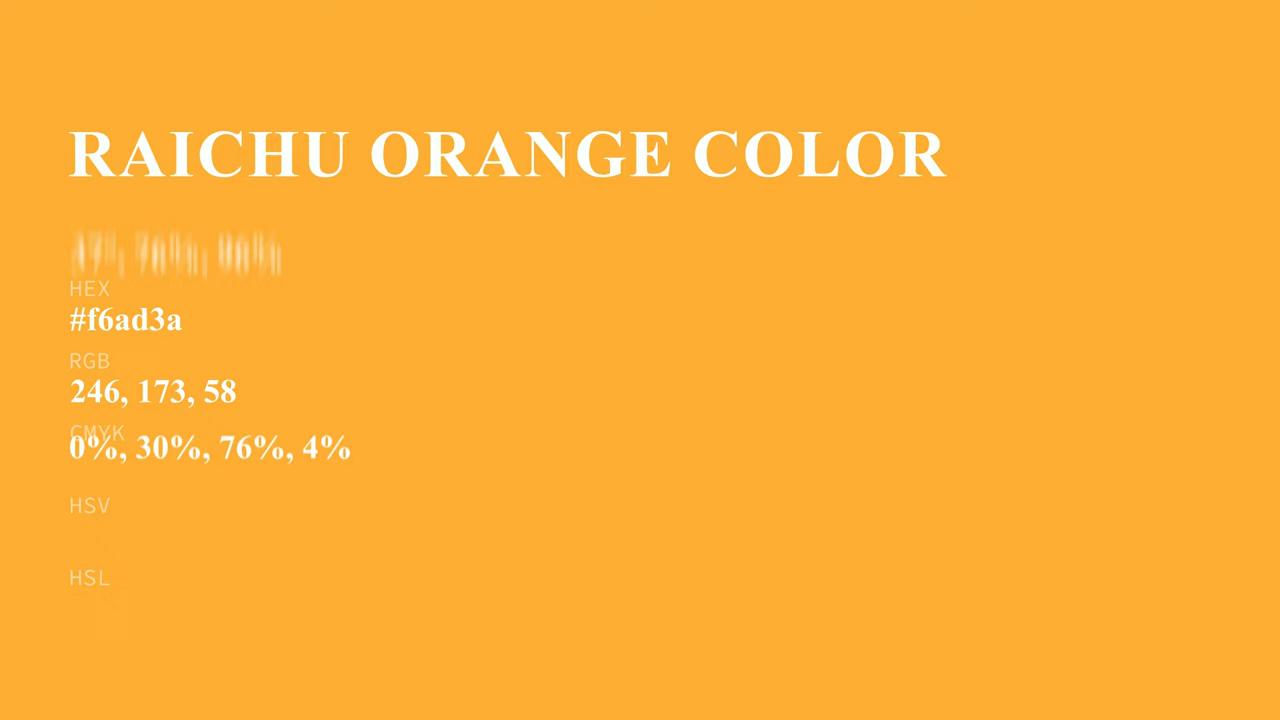 RAICHU ORANGE COLOR
HEX
#f6ad3a
RGB
246, 173, 58
CMYK
0%, 30%, 76%, 4%
HSV
HSL